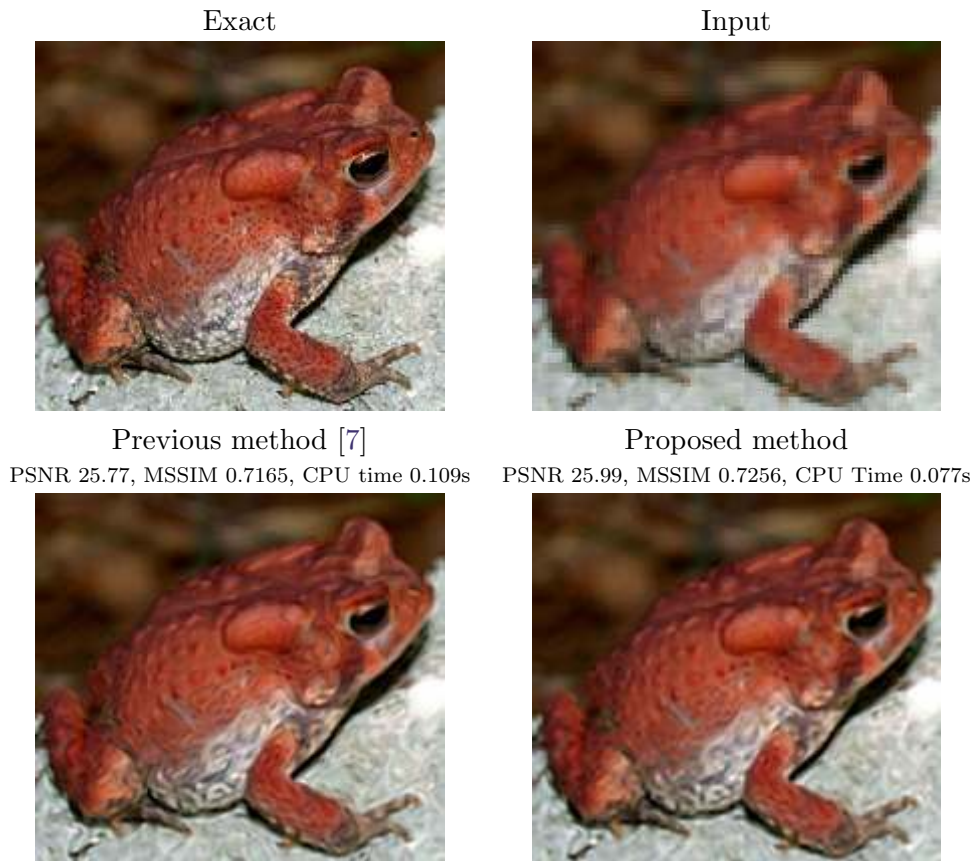 Exact
Input
Previous method [7]
Proposed method
PSNR 25.77, MSSIM 0.7165, CPU time 0.109s
PSNR 25.99, MSSIM 0.7256, CPU Time 0.077s